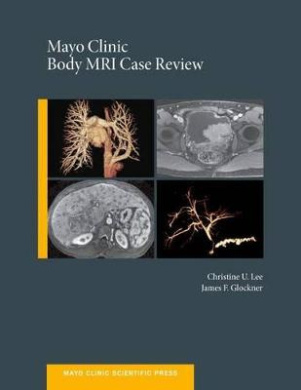 Mayo Clinic
Body MRI Case Review
Christine U. Lee
James F. Glockner
MAYO CLINIC SCIENTIFIC PRESS